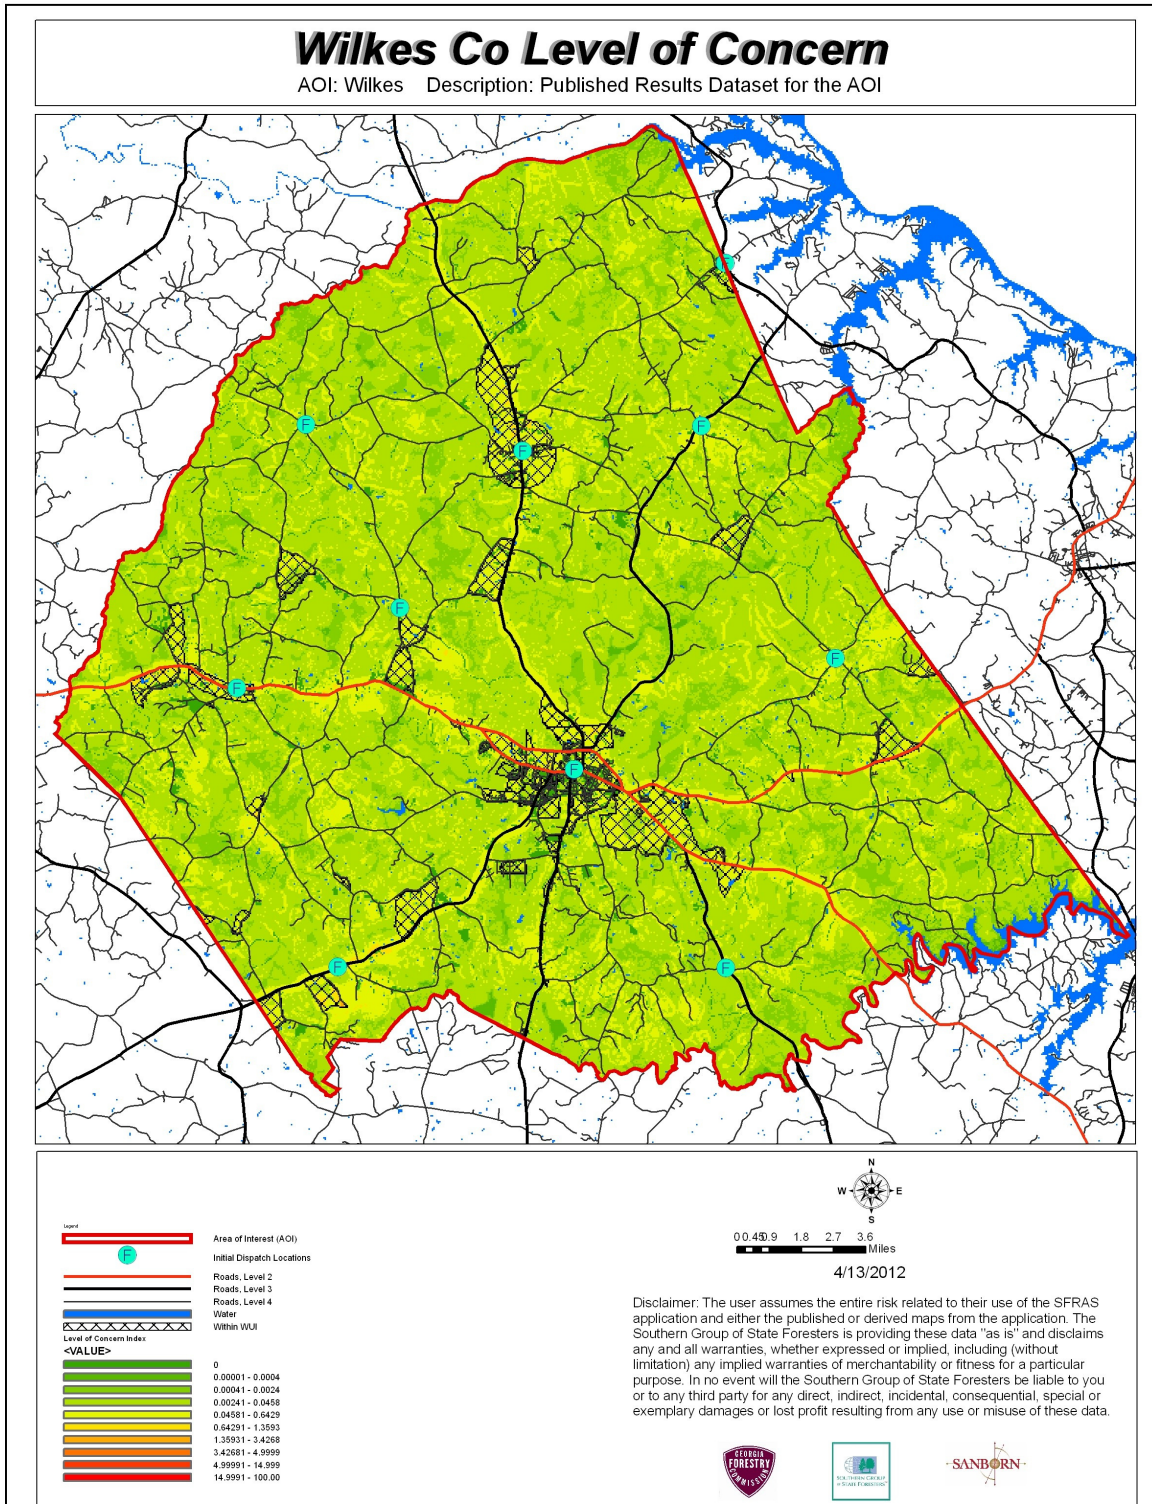 Wilkes Co Level of Concern
AOI: Wilkes Description: Published Results Dataset for the AOI
F
F
F
F
F
F
F
F
F
F
Legend
Area of Interest (AOI)
F
Initial Dispatch Locations
Roads, Level 2
Roads, Level 3
Roads, Level 4
Water
Within WUI
Level of Concern Index
<VALUE>
0
0.00001 - 0.0004
0.00041 - 0.0024
0.00241 - 0.0458
0.04581 - 0.6429
0.64291 - 1.3593
1.35931 - 3.4268
3.42681 - 4.9999
4.99991 - 14.999
14.9991 - 100.00
N
W E
S
0 0.45 0.9 1.8 2.7 3.6
Miles
4/13/2012
Disclaimer: The user assumes the entire risk related to their use of the SFRAS
application and either the published or derived maps from the application. The
Southern Group of State Foresters is providing these data "as is" and disclaims
any and all warranties, whether expressed or implied, including (without
limitation) any implied warranties of merchantability or fitness for a particular
purpose. In no event will the Southern Group of State Foresters be liable to you
or to any third party for any direct, indirect, incidental, consequential, special or
exemplary damages or lost profit resulting from any use or misuse of these data.
GEORGIA
FORESTRY
COMMISSION
SOUTHERN GROUP
OF STATE FORESTERS
SANBORN